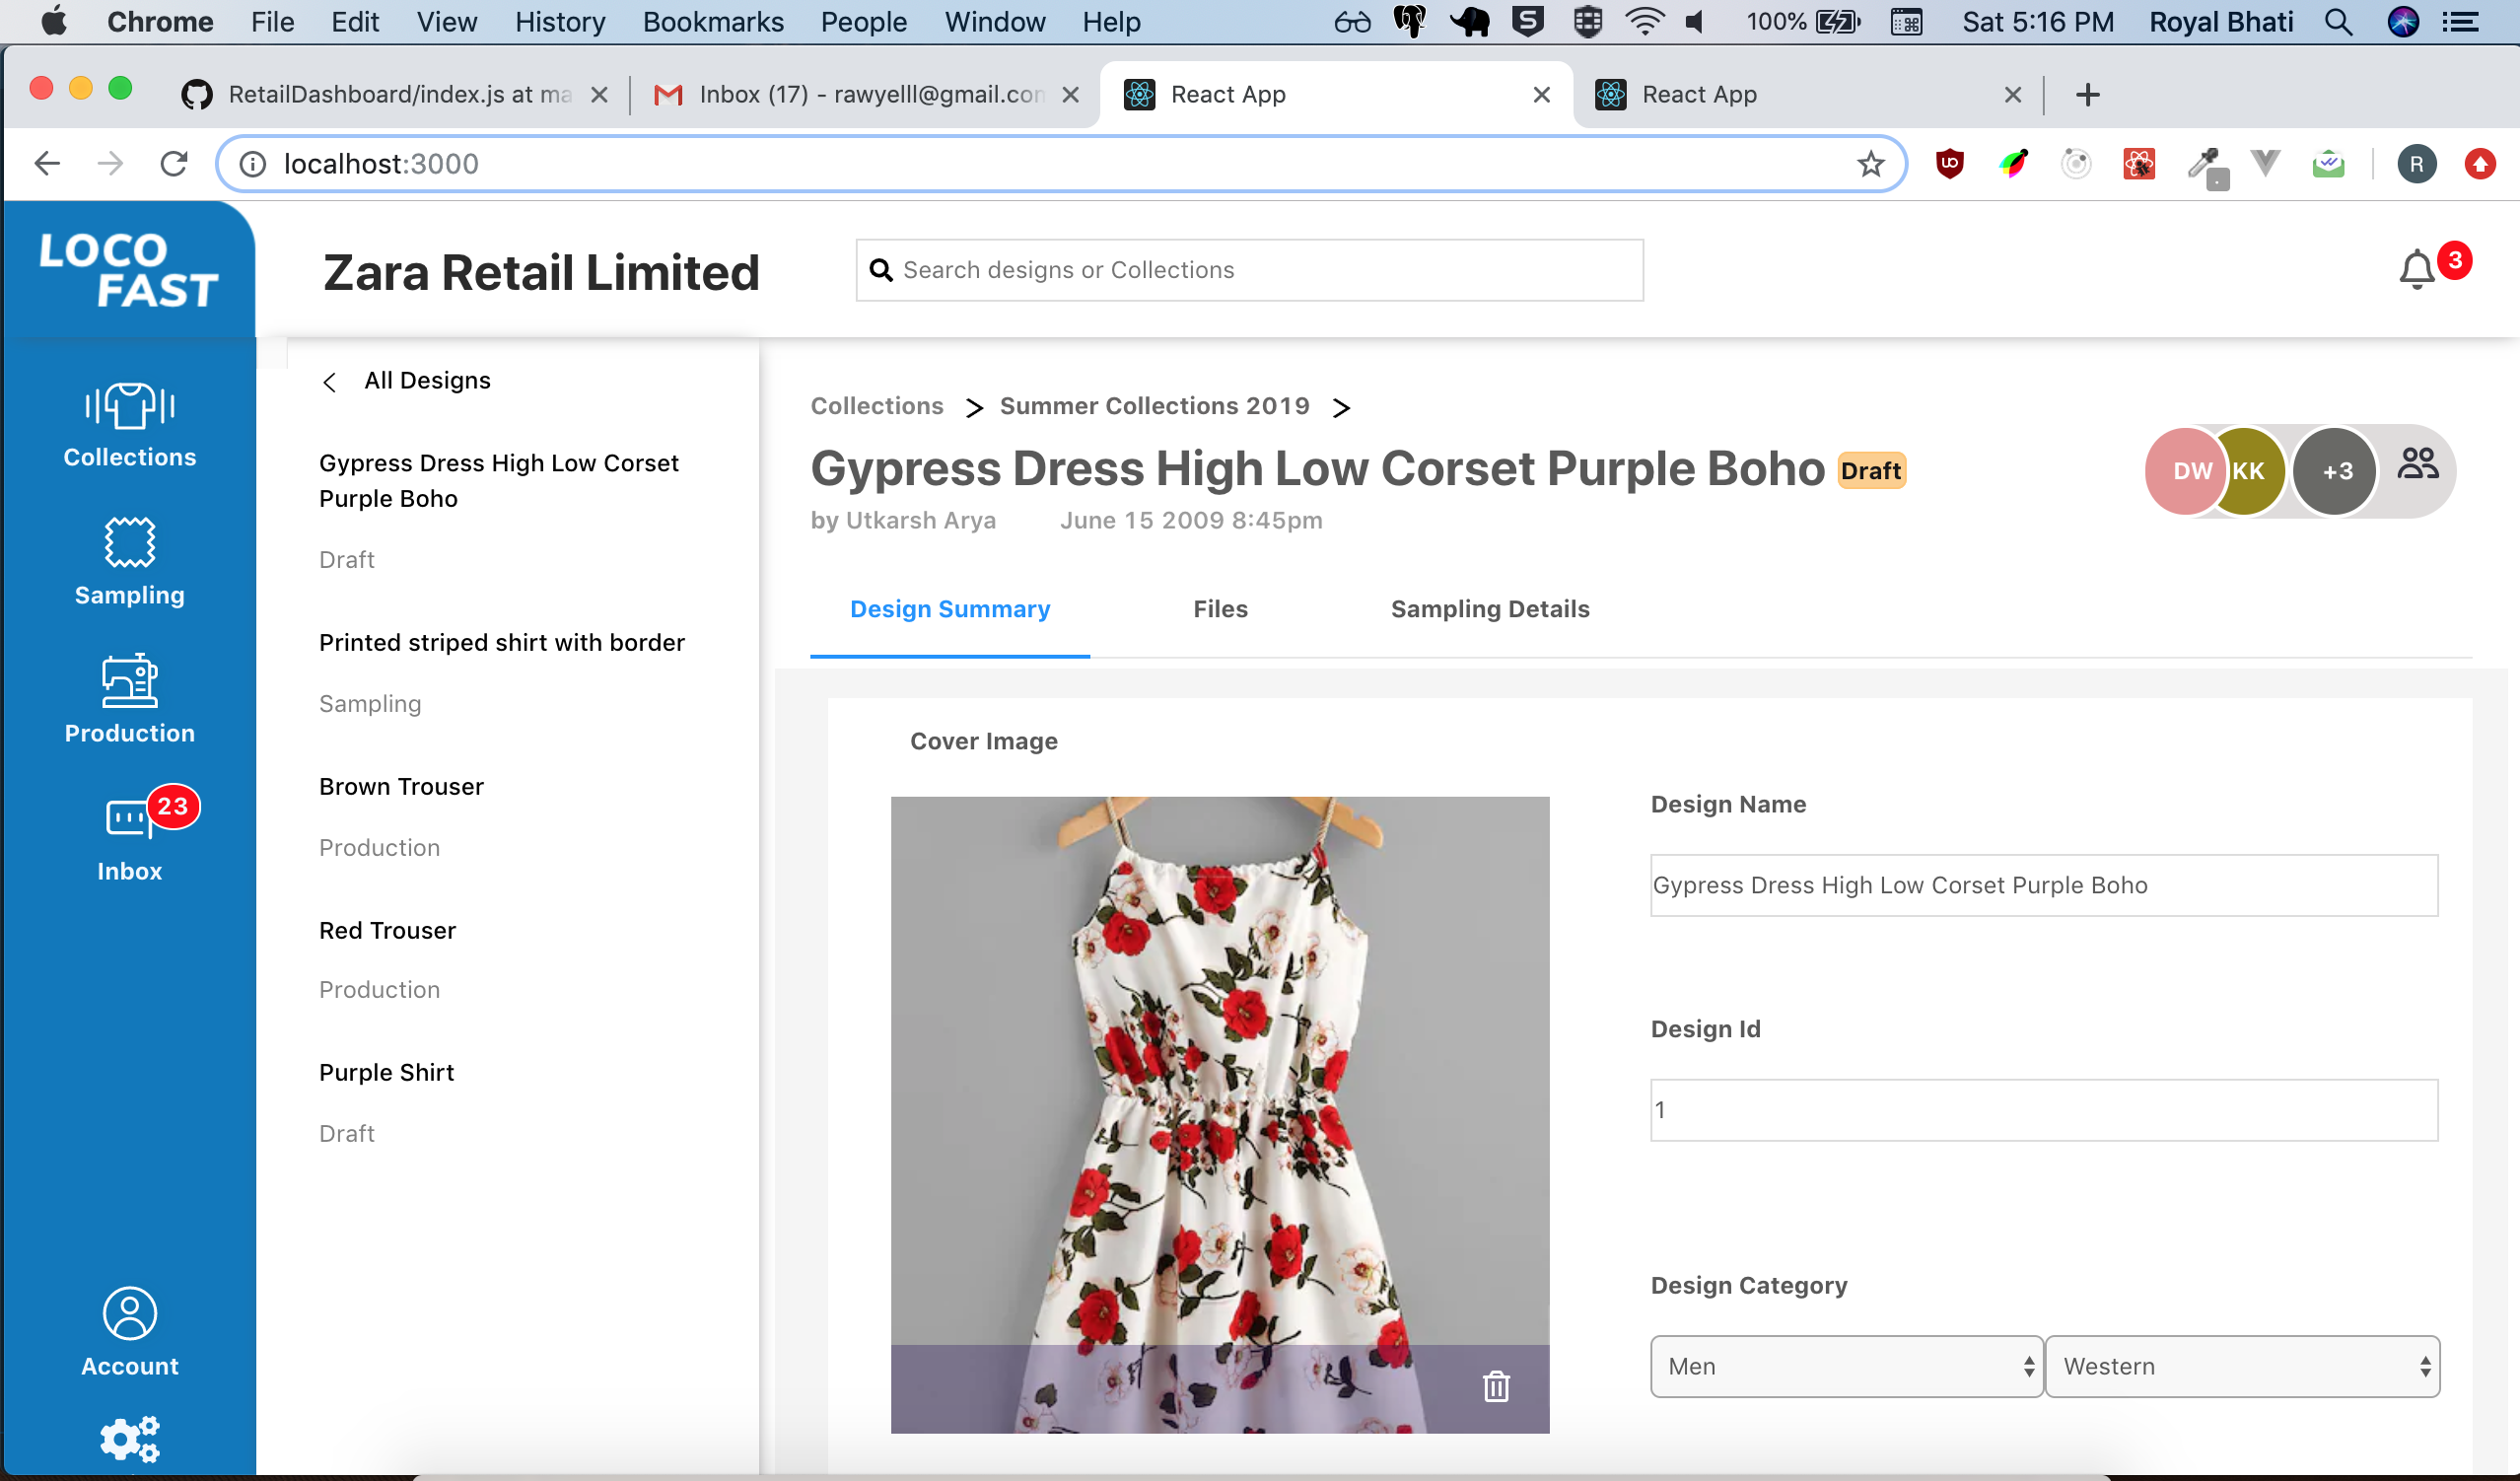 Chrome File Edit View History Bookmarks People Window Help 100% Sat 5:16 PM Royal Bhati
RetailDashboard/index.js at ma
Inbox (17) - rawyelll@gmail.con
React App
React App
localhost:3000
R
LOCO
FAST
Zara Retail Limited
Search designs or Collections
3
Collections
Sampling
Production
23
Inbox
Account
All Designs
Gypress Dress High Low Corset
Purple Boho
Draft
Printed striped shirt with border
Sampling
Brown Trouser
Production
Red Trouser
Production
Purple Shirt
Draft
Collections > Summer Collections 2019 >
Gypress Dress High Low Corset Purple Boho Draft
by Utkarsh Arya June 15 2009 8:45pm
DW KK +3
Design Summary Files Sampling Details
Cover Image
Design Name
Gypress Dress High Low Corset Purple Boho
Design Id
1
Design Category
Men
Western